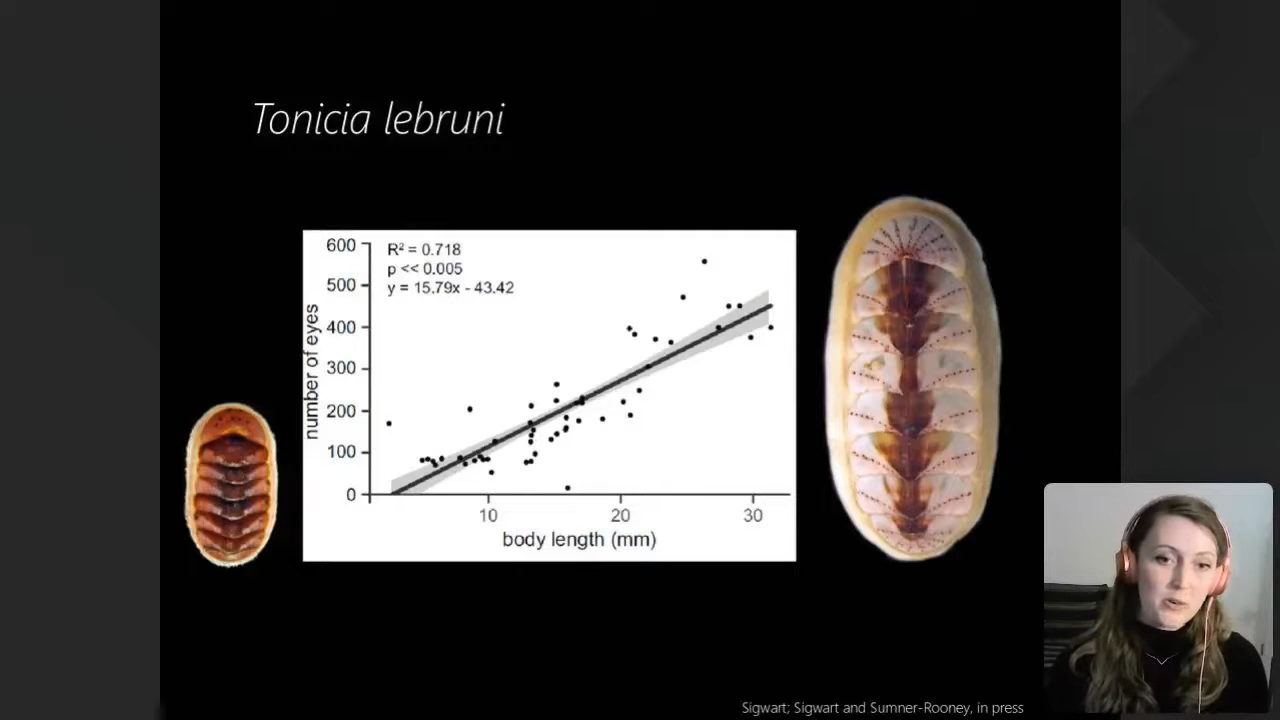 Tonicia lebruni
R² = 0.718
p << 0.005
y = 15.79x - 43.42
number of eyes
600
500
400
300
200
100
0
10 20 30
body length (mm)
Sigwart; Sigwart and Sumner-Rooney, in press